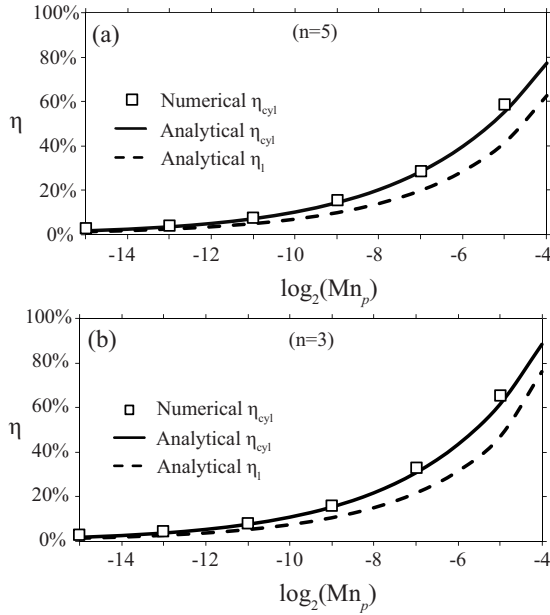 (a)
(n=5)
100%
80%
60%
40%
20%
0%
η
Numerical η_cyl
Analytical η_cyl
Analytical η_l
-14
-12
-10
-8
-6
-4
log₂(Mn_p)
(b)
(n=3)
100%
80%
60%
40%
20%
0%
η
Numerical η_cyl
Analytical η_cyl
Analytical η_l
-14
-12
-10
-8
-6
-4
log₂(Mn_p)